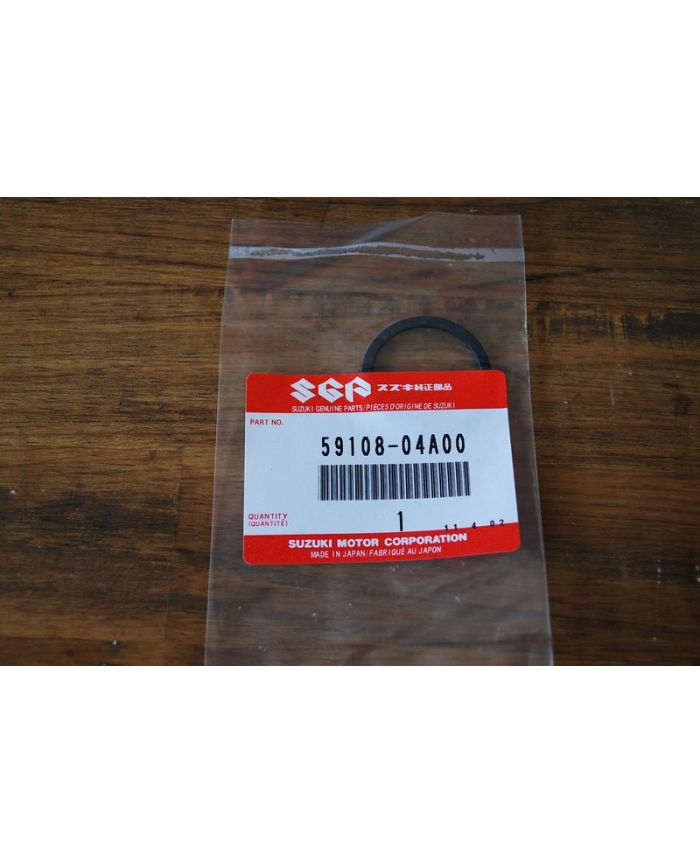 SGP スズキ純正部品
SUZUKI GENUINE PARTS/PIECES D'ORIGINE DE SUZUKI
PART NO.
59108-04A00
QUANTITY
(QUANTITÉ)
1 11.4.02
SUZUKI MOTOR CORPORATION
MADE IN JAPAN/FABRIQUÉ AU JAPON